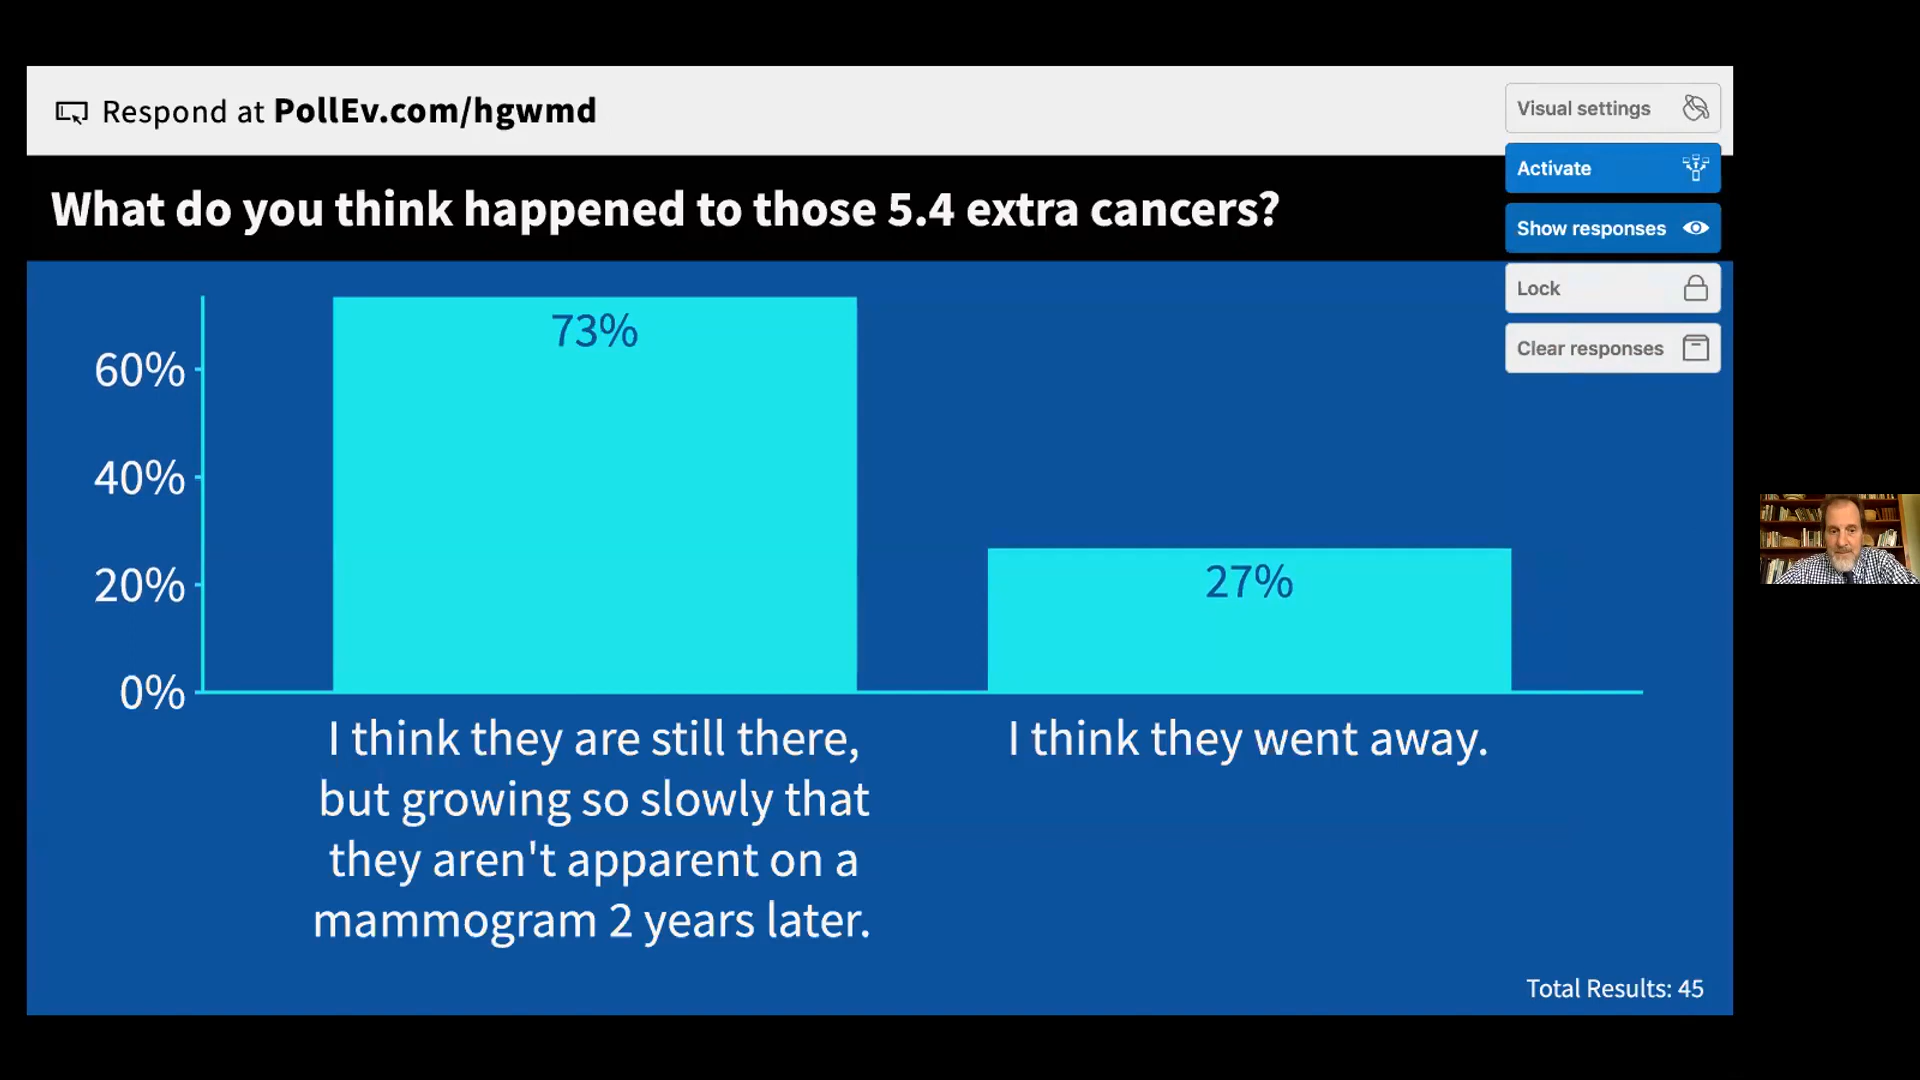 Respond at PollEv.com/hgwmd
Visual settings
Activate
What do you think happened to those 5.4 extra cancers?
Show responses
Lock
Clear responses
73%
60%
40%
27%
20%
0%
I think they are still there,
but growing so slowly that
they aren't apparent on a
mammogram 2 years later.
I think they went away.
Total Results: 45